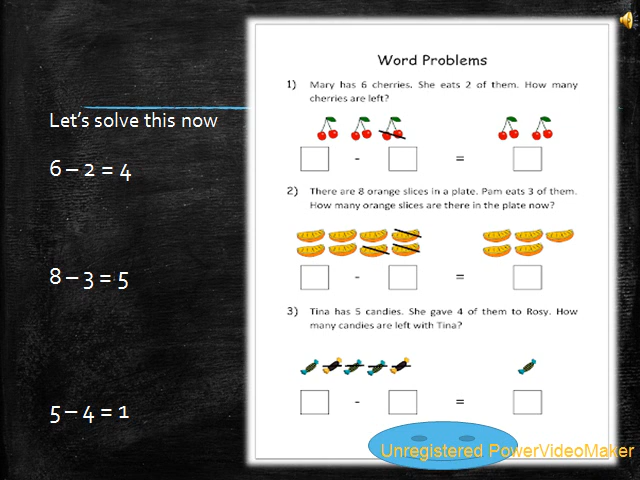 Let's solve this now
6 – 2 = 4
8 – 3 = 5
5 – 4 = 1
Word Problems
1) Mary has 6 cherries. She eats 2 of them. How many
cherries are left?
- =
2) There are 8 orange slices in a plate. Pam eats 3 of them.
How many orange slices are there in the plate now?
- =
3) Tina has 5 candies. She gave 4 of them to Rosy. How
many candies are left with Tina?
- =
Unregistered PowerVideoMaker